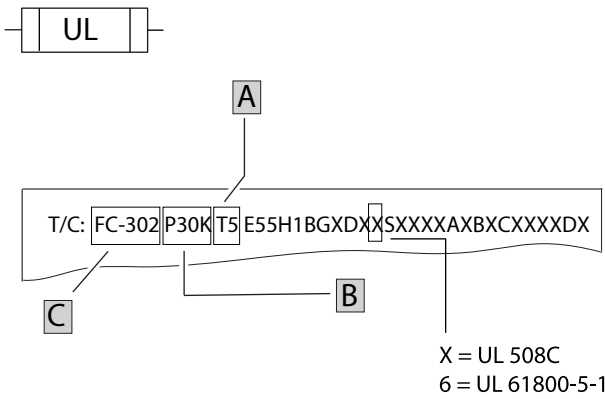 UL
A
T/C: FC-302 P30K T5 E55H1BGXDXXSXXXXAXBXCXXXXDX
C
B
X = UL 508C
6 = UL 61800-5-1